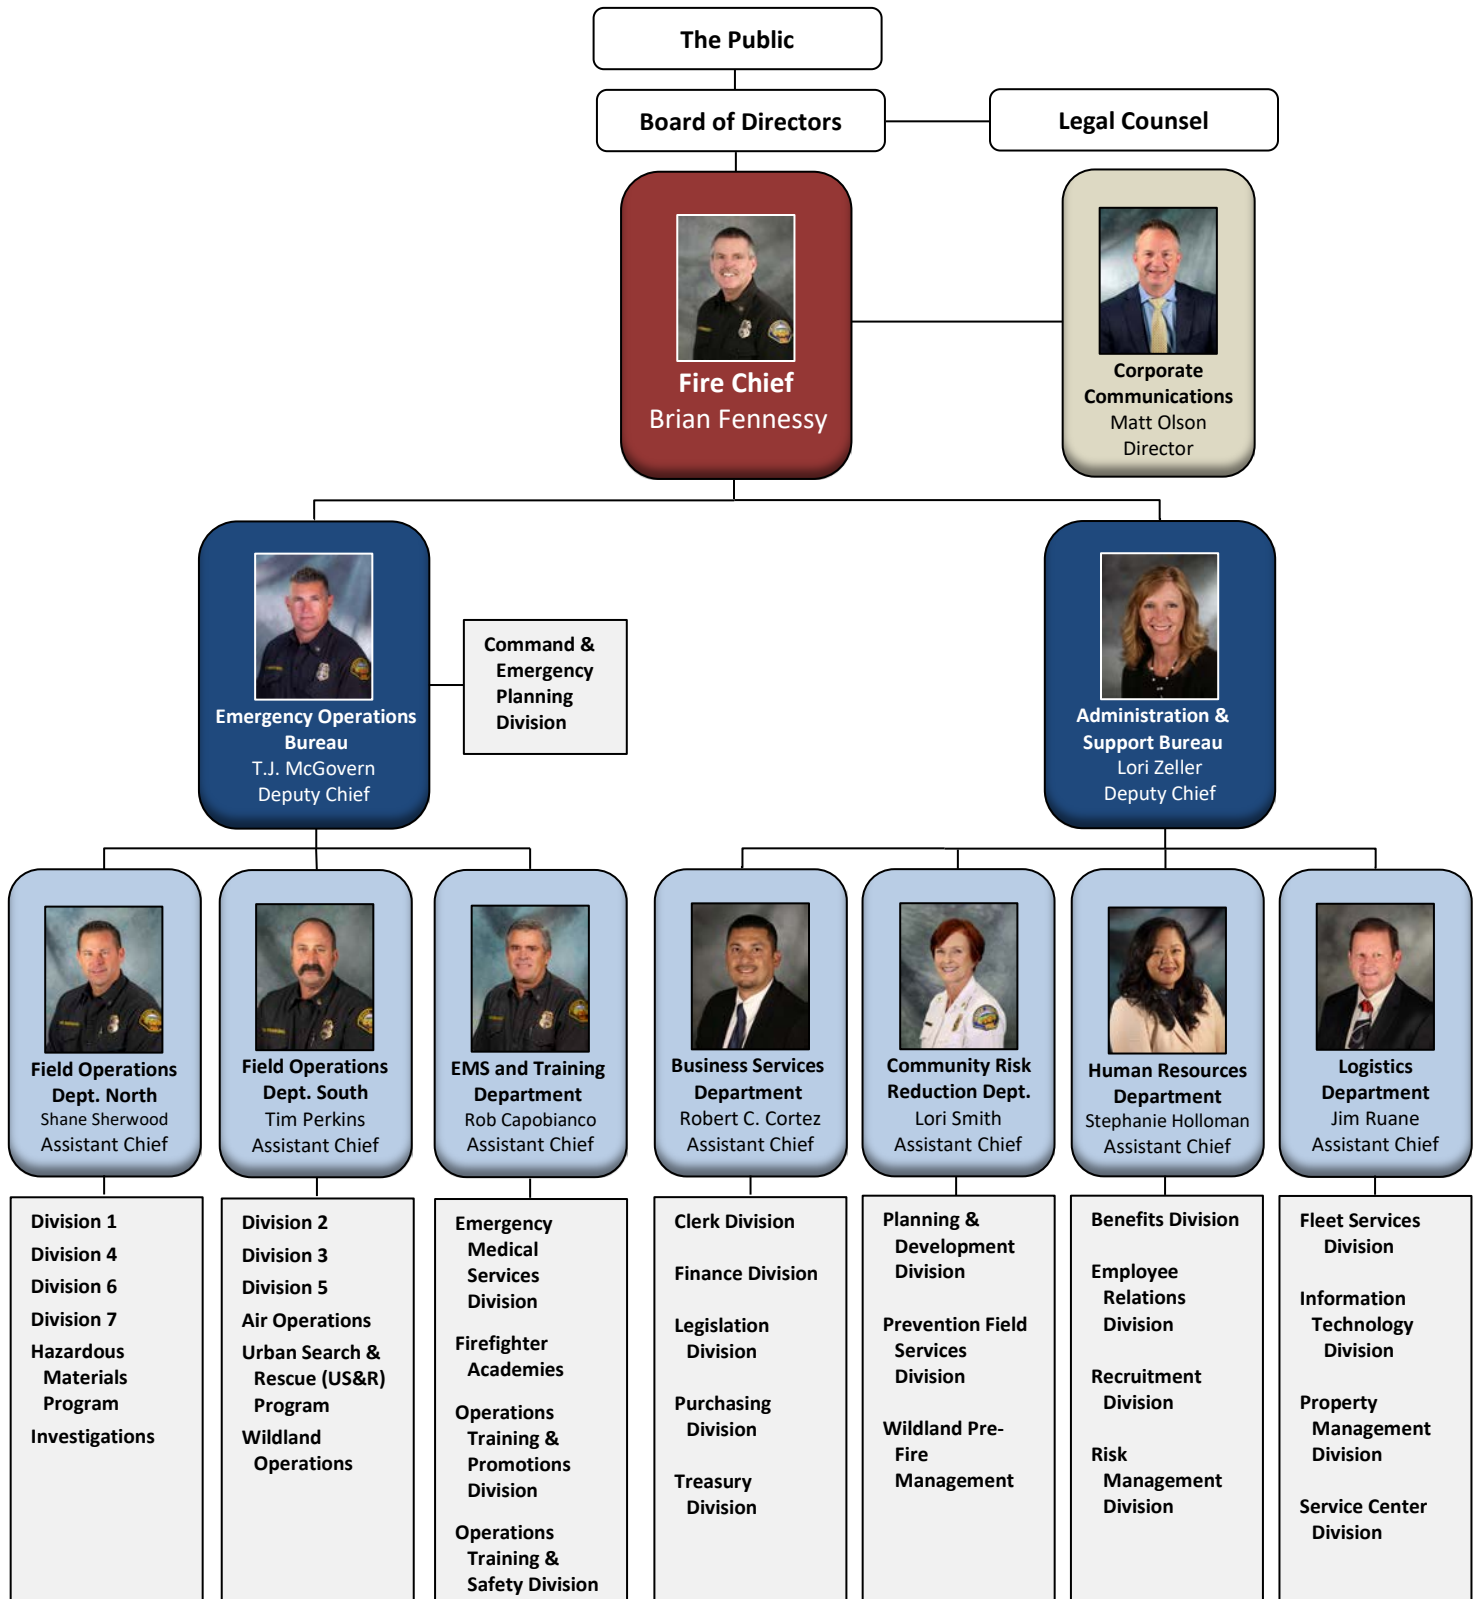 The Public
Board of Directors
Legal Counsel
Fire Chief
Brian Fennessy
Corporate
Communications
Matt Olson
Director
Emergency Operations
Bureau
T.J. McGovern
Deputy Chief
Command &
Emergency
Planning
Division
Administration &
Support Bureau
Lori Zeller
Deputy Chief
Field Operations
Dept. North
Shane Sherwood
Assistant Chief
Field Operations
Dept. South
Tim Perkins
Assistant Chief
EMS and Training
Department
Rob Capobianco
Assistant Chief
Business Services
Department
Robert C. Cortez
Assistant Chief
Community Risk
Reduction Dept.
Lori Smith
Assistant Chief
Human Resources
Department
Stephanie Holloman
Assistant Chief
Logistics
Department
Jim Ruane
Assistant Chief
Division 1
Division 4
Division 6
Division 7
Hazardous
Materials
Program
Investigations
Division 2
Division 3
Division 5
Air Operations
Urban Search &
Rescue (US&R)
Program
Wildland
Operations
Emergency
Medical
Services
Division
Firefighter
Academies
Operations
Training &
Promotions
Division
Operations
Training &
Safety Division
Clerk Division
Finance Division
Legislation
Division
Purchasing
Division
Treasury
Division
Planning &
Development
Division
Prevention Field
Services
Division
Wildland Pre-
Fire
Management
Benefits Division
Employee
Relations
Division
Recruitment
Division
Risk
Management
Division
Fleet Services
Division
Information
Technology
Division
Property
Management
Division
Service Center
Division